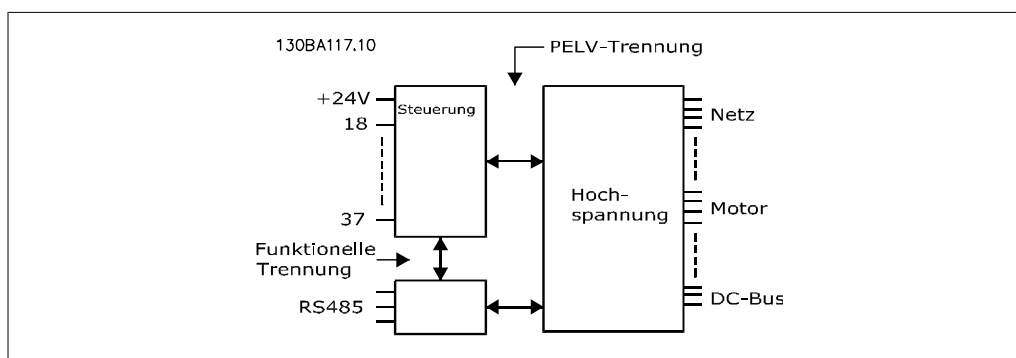 130BA117.10
PELV-Trennung
+24V
Steuerung
18
Netz
Hoch-
spannung
37
Motor
Funktionelle
Trennung
RS485
DC-Bus